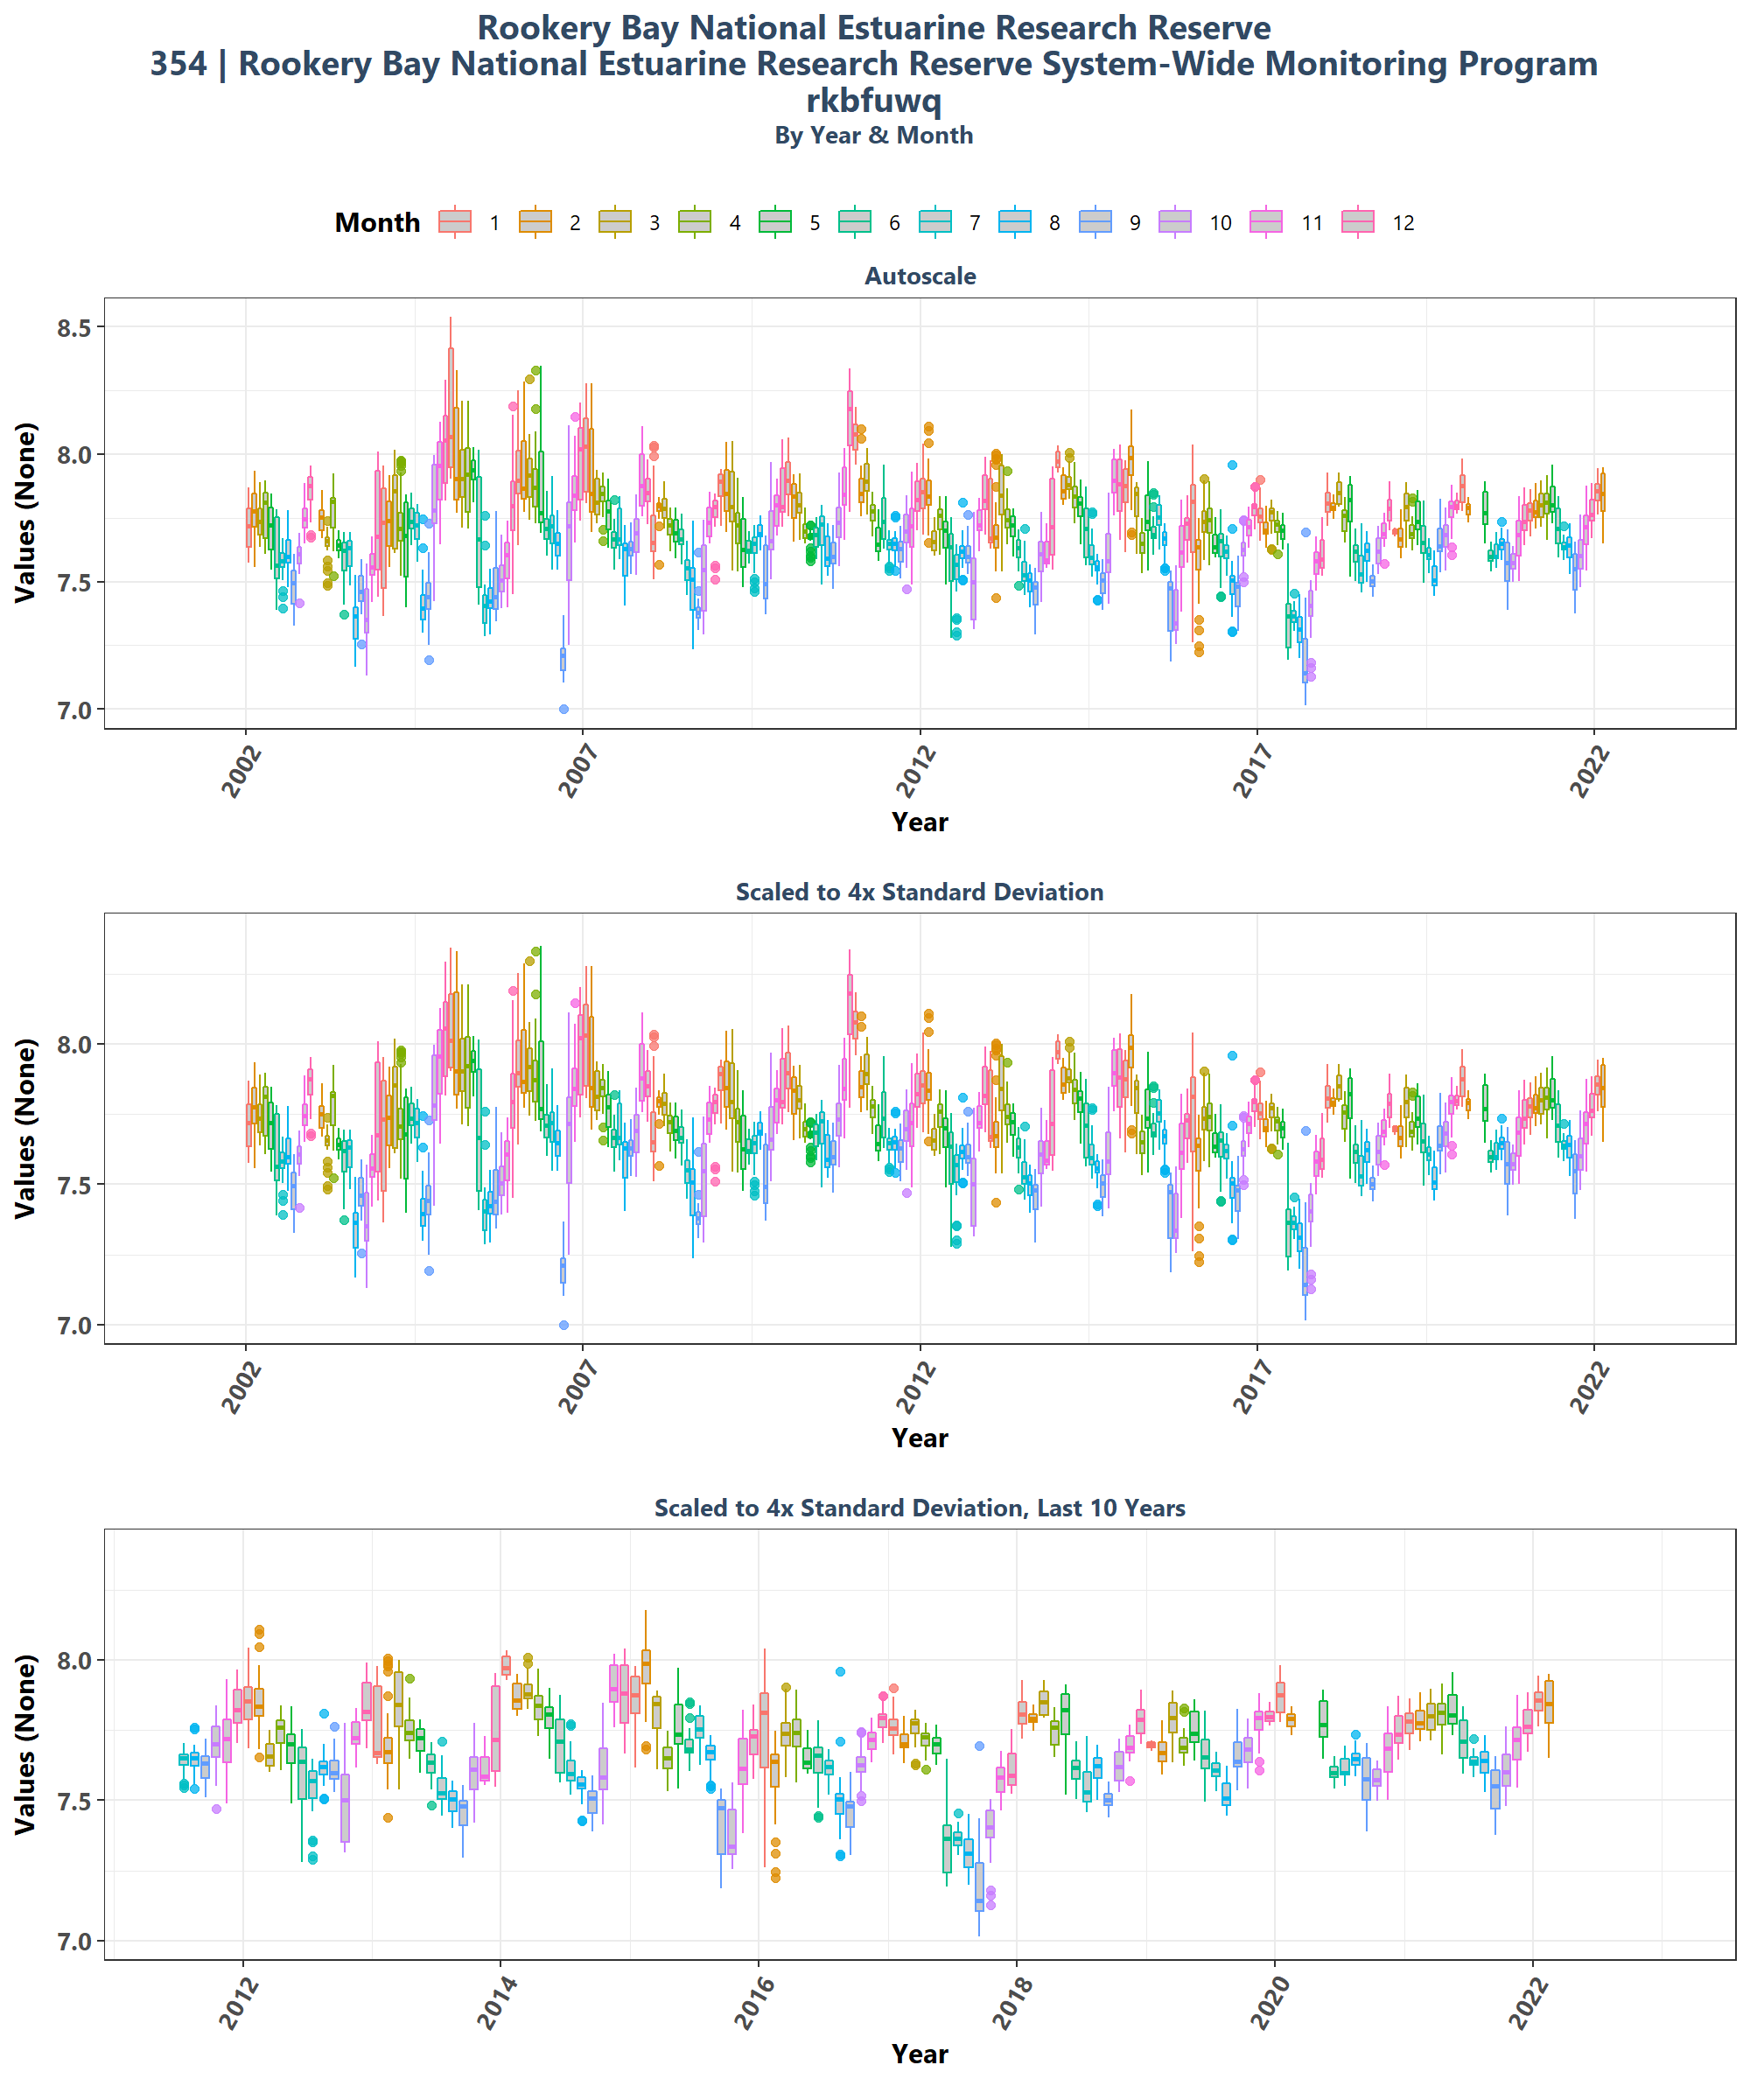 Rookery Bay National Estuarine Research Reserve
354 | Rookery Bay National Estuarine Research Reserve System-Wide Monitoring Program
rkbfuwq
By Year & Month
Month 1 2 3 4 5 6 7 8 9 10 11 12
Autoscale
Values (None)
8.5
8.0
7.5
7.0
2002 2007 2012 2017 2022
Year
Scaled to 4x Standard Deviation
Values (None)
8.0
7.5
7.0
2002 2007 2012 2017 2022
Year
Scaled to 4x Standard Deviation, Last 10 Years
Values (None)
8.0
7.5
7.0
2012 2014 2016 2018 2020 2022
Year